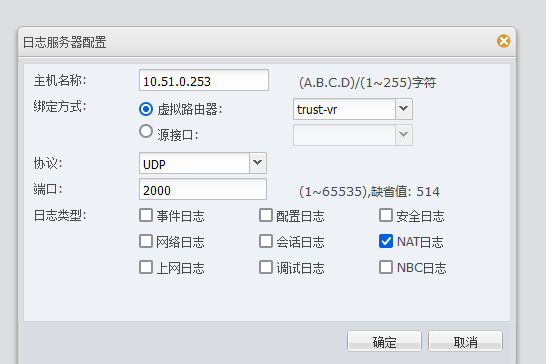 日志服务器配置
主机名称: 10.51.0.253 (A.B.C.D)/(1~255)字符
绑定方式: 虚拟路由器: trust-vr
源接口:
协议: UDP
端口: 2000 (1~65535),缺省值: 514
日志类型: 事件日志 配置日志 安全日志
网络日志 会话日志 NAT日志
上网日志 调试日志 NBC日志
确定 取消